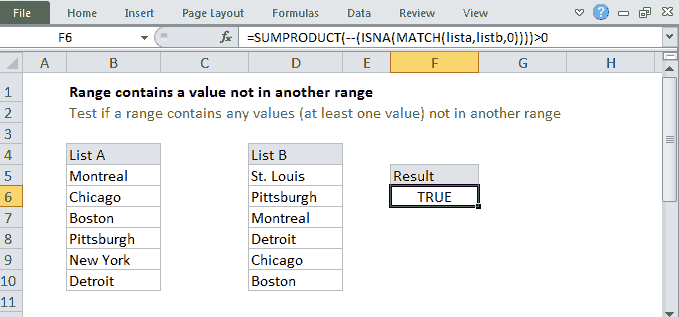 File Home Insert Page Layout Formulas Data Review View
F6 fx =SUMPRODUCT(--(ISNA(MATCH(lista,listb,0))))>0
A B C D E F G H
1 Range contains a value not in another range
2 Test if a range contains any values (at least one value) not in another range
3
4 List A List B
5 Montreal St. Louis Result
6 Chicago Pittsburgh TRUE
7 Boston Montreal
8 Pittsburgh Detroit
9 New York Chicago
10 Detroit Boston
11